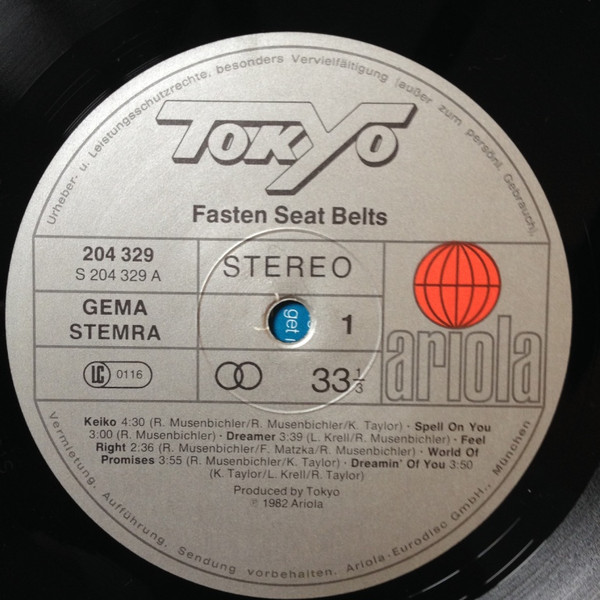 Urheber- u. Leistungsschutzrechte, besonders Vervielfältigung (außer zum persönl. Gebrauch),
TOKYO
Fasten Seat Belts
204 329
S 204 329 A
STEREO
GEMA
STEMRA
1
get
LC 0116
33 1/3
ariola
Keiko 4:30 (R. Musenbichler/R. Musenbichler/K. Taylor) · Spell On You
3:00 (R. Musenbichler) · Dreamer 3:39 (L. Krell/R. Musenbichler) · Feel
Right 2:36 (R. Musenbichler/F. Matzka/R. Musenbichler) · World Of
Promises 3:55 (R. Musenbichler/K. Taylor) · Dreamin' Of You 3:50
(K. Taylor/L. Krell/R. Taylor)
Produced by Tokyo
℗ 1982 Ariola
Vermietung, Aufführung, Sendung vorbehalten. Ariola-Eurodisc GmbH., München